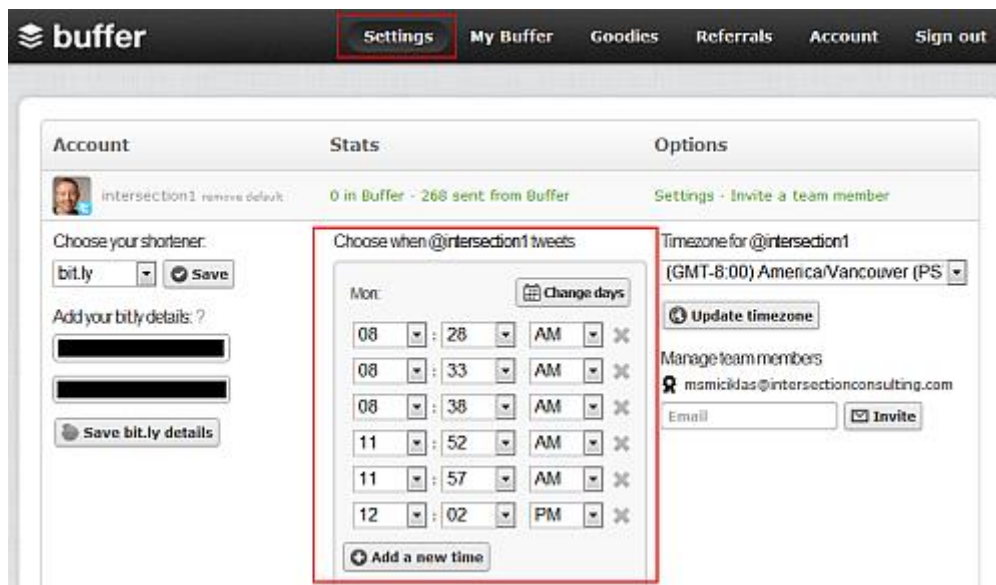 buffer
Settings My Buffer Goodies Referrals Account Sign out
Account Stats Options
intersection1 remove default 0 in Buffer - 268 sent from Buffer Settings - Invite a team member
Choose your shortener: Choose when @intersection1 tweets Timezone for @intersection1
bit.ly Save (GMT-8:00) America/Vancouver (PS
Mon: Change days
Add your bitly details: ? Update timezone
08 : 28 AM
Manage team members
08 : 33 AM
msmiciklas@intersectionconsulting.com
08 : 38 AM
Email Invite
Save bit.ly details
11 : 52 AM
11 : 57 AM
12 : 02 PM
Add a new time